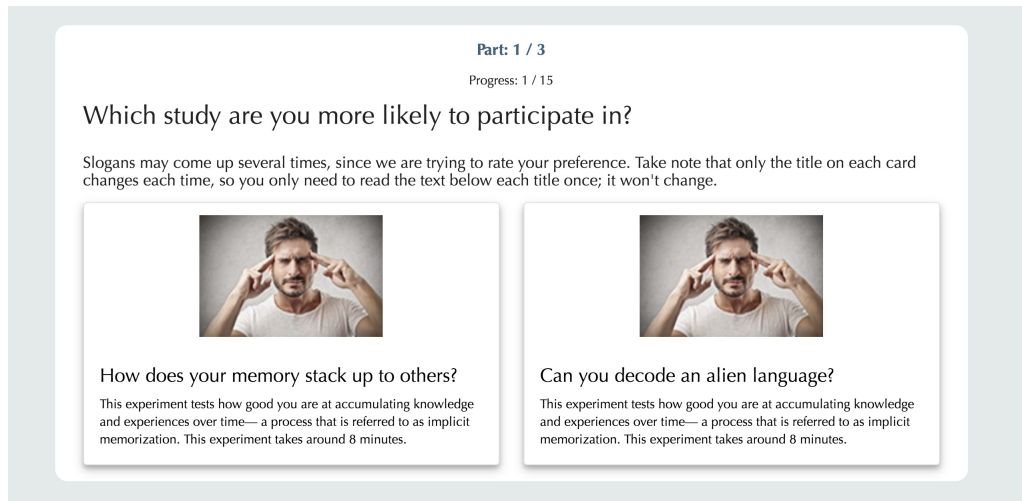 Part: 1 / 3
Progress: 1 / 15
Which study are you more likely to participate in?
Slogans may come up several times, since we are trying to rate your preference. Take note that only the title on each card
changes each time, so you only need to read the text below each title once; it won't change.
How does your memory stack up to others?
This experiment tests how good you are at accumulating knowledge
and experiences over time— a process that is referred to as implicit
memorization. This experiment takes around 8 minutes.
Can you decode an alien language?
This experiment tests how good you are at accumulating knowledge
and experiences over time— a process that is referred to as implicit
memorization. This experiment takes around 8 minutes.